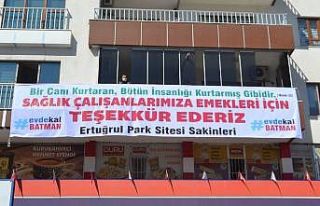 Bir Canı Kurtaran, Bütün İnsanlığı Kurtarmış Gibidir.
SAĞLIK ÇALIŞANLARIMIZA EMEKLERİ İÇİN
TEŞEKKÜR EDERİZ
#evdekal
BATMAN
#evdekal
BATMAN
Ertuğrul Park Sitesi Sakinleri